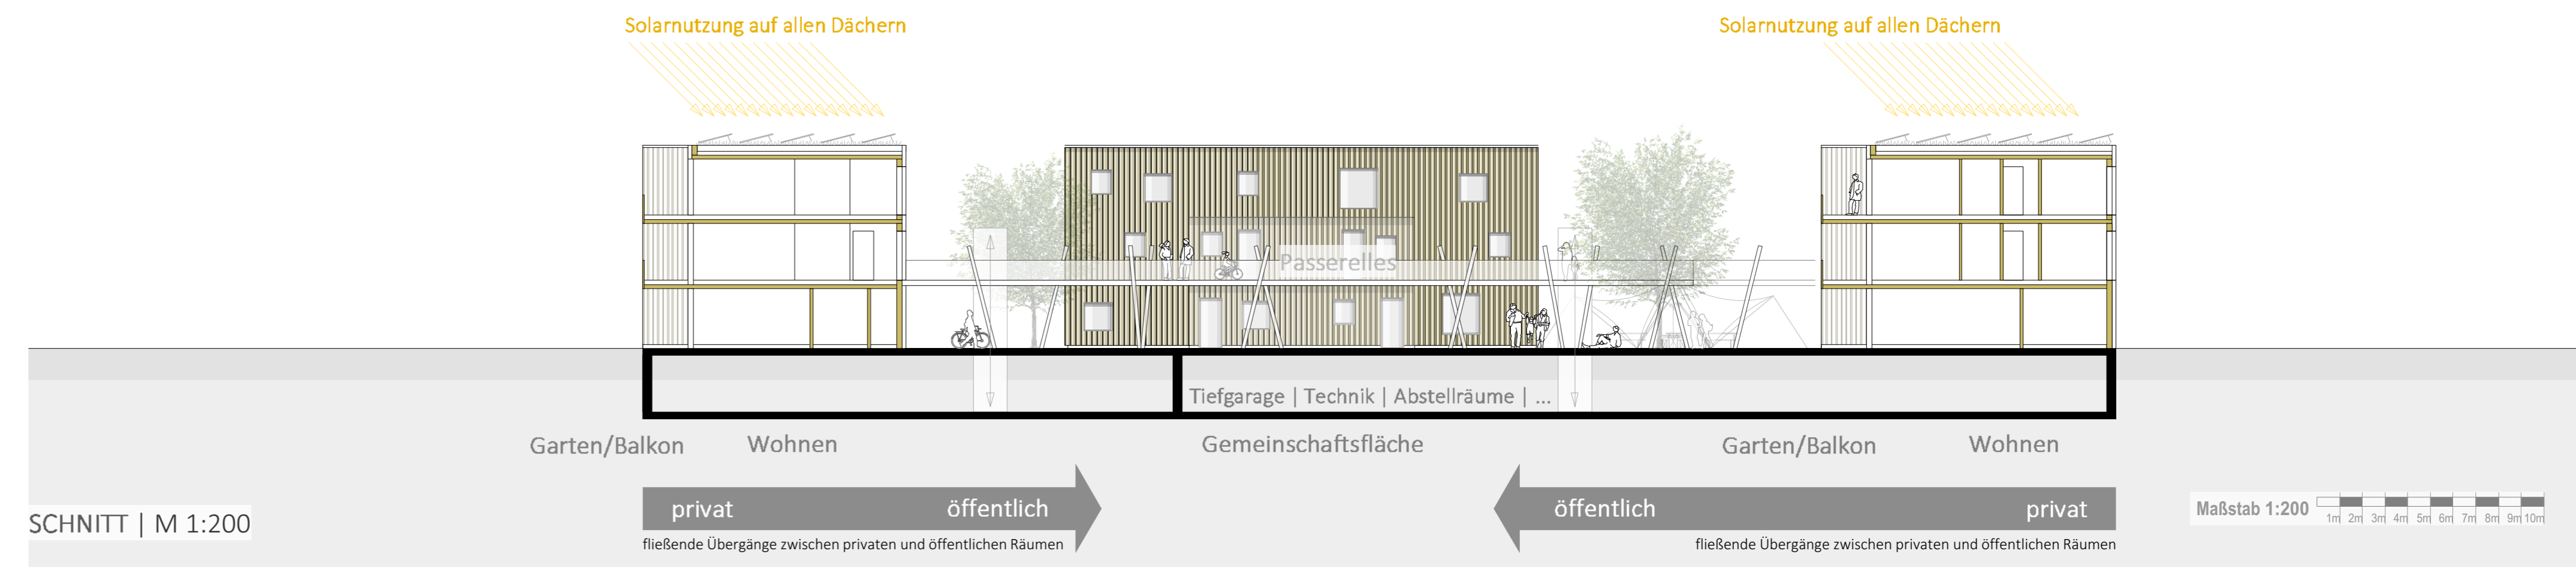 Solarnutzung auf allen Dächern
Solarnutzung auf allen Dächern
Passerelles
Tiefgarage | Technik | Abstellräume | ...
Garten/Balkon
Wohnen
Gemeinschaftsfläche
Garten/Balkon
Wohnen
privat
öffentlich
öffentlich
privat
fließende Übergänge zwischen privaten und öffentlichen Räumen
fließende Übergänge zwischen privaten und öffentlichen Räumen
SCHNITT | M 1:200
Maßstab 1:200
1m 2m 3m 4m 5m 6m 7m 8m 9m 10m